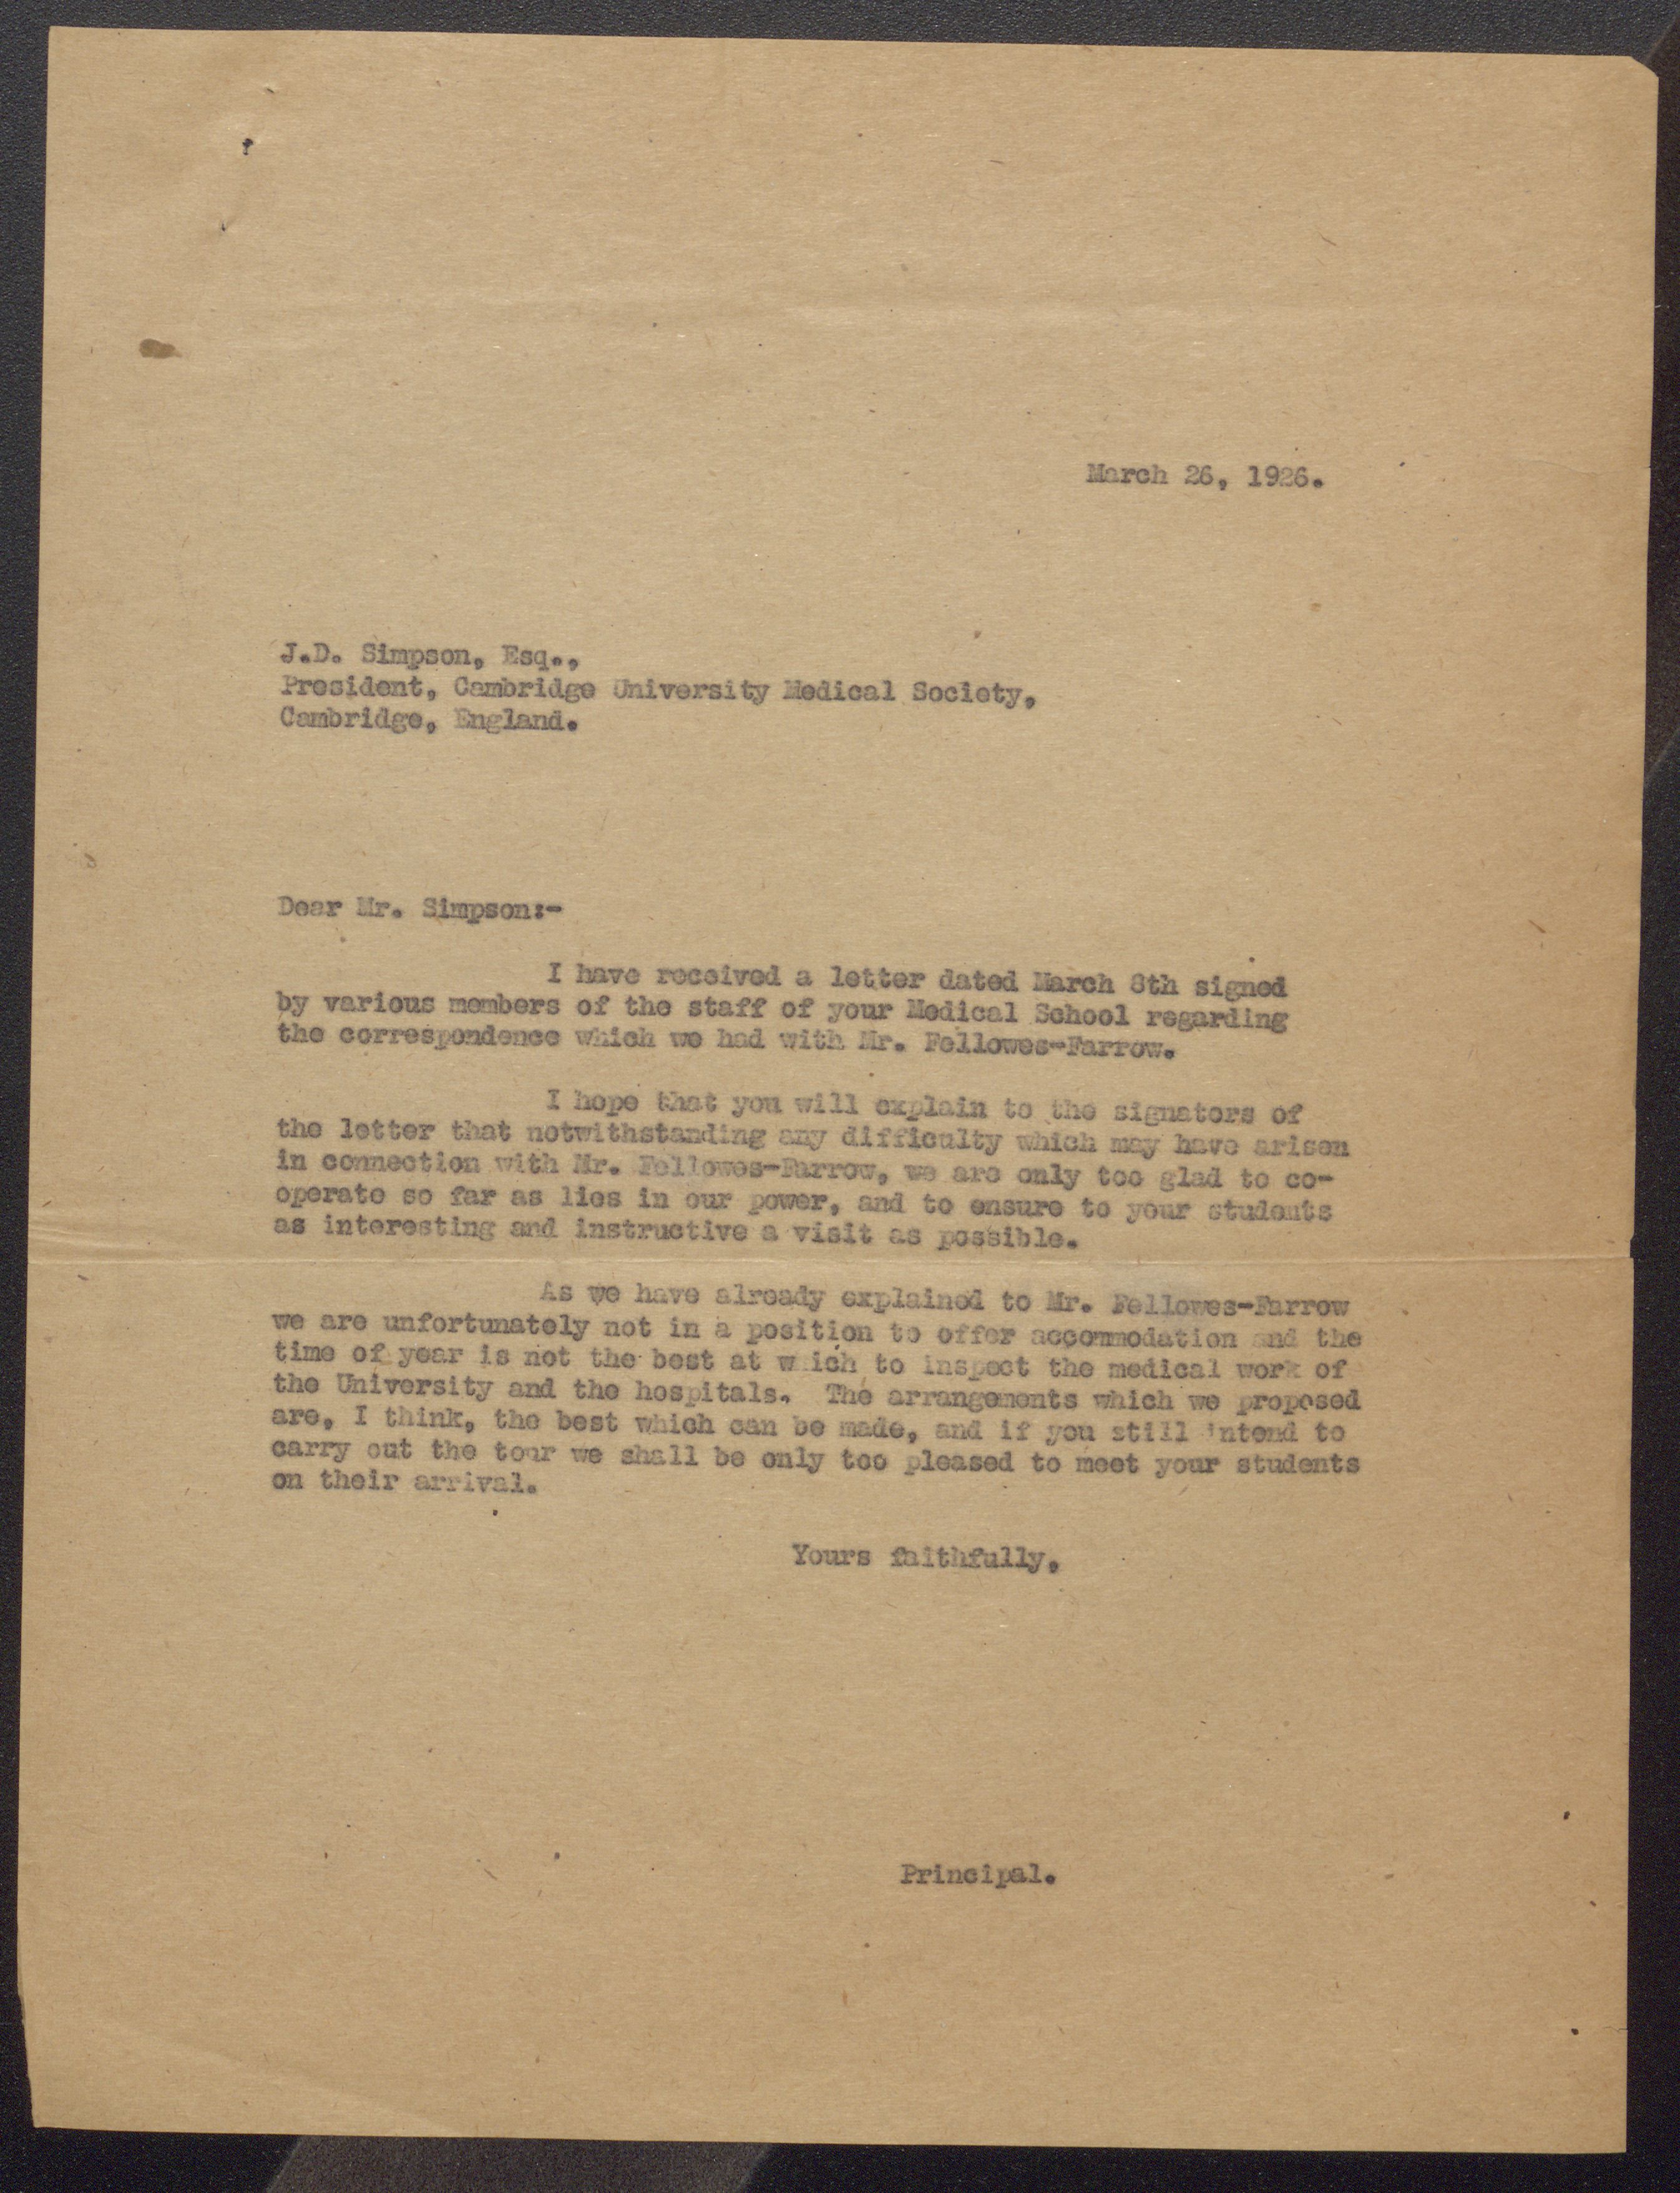 March 26, 1926.
J.D. Simpson, Esq.,
President, Cambridge University Medical Society,
Cambridge, England.
Dear Mr. Simpson:-
I have received a letter dated March 8th signed
by various members of the staff of your Medical School regarding
the correspondence which we had with Mr. Fellowes-Farrow.
I hope that you will explain to the signators of
the letter that notwithstanding any difficulty which may have arisen
in connection with Mr. Fellowes-Farrow, we are only too glad to co-
operate so far as lies in our power, and to ensure to your students
as interesting and instructive a visit as possible.
As we have already explained to Mr. Fellowes-Farrow
we are unfortunately not in a position to offer accommodation and the
time of year is not the best at which to inspect the medical work of
the University and the hospitals. The arrangements which we proposed
are, I think, the best which can be made, and if you still intend to
carry out the tour we shall be only too pleased to meet your students
on their arrival.
Yours faithfully,
Principal.